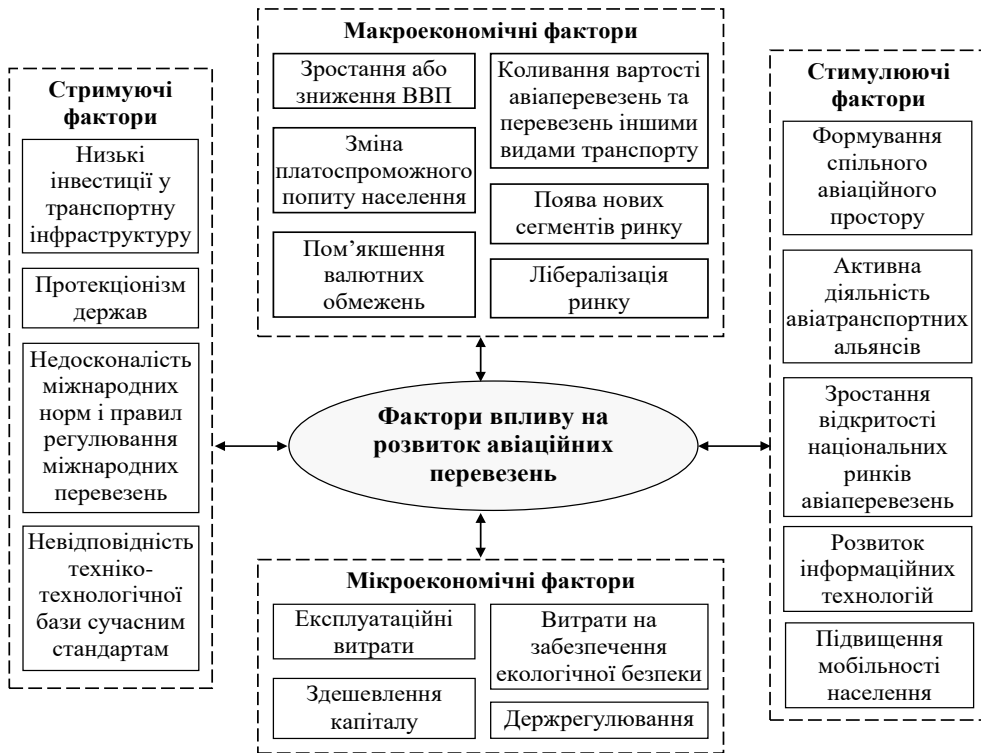 Макроекономічні фактори
Зростання або
зниження ВВП
Зміна
платоспроможного
попиту населення
Пом’якшення
валютних
обмежень
Коливання вартості
авіаперевезень та
перевезень іншими
видами транспорту
Поява нових
сегментів ринку
Лібералізація
ринку
Стримуючі
фактори
Низькі
інвестиції у
транспортну
інфраструктуру
Протекціонізм
держав
Недосконалість
міжнародних
норм і правил
регулювання
міжнародних
перевезень
Невідповідність
техніко-
технологічної
бази сучасним
стандартам
Фактори впливу на
розвиток авіаційних
перевезень
Стимулюючі
фактори
Формування
спільного
авіаційного
простору
Активна
діяльність
авіатранспортних
альянсів
Зростання
відкритості
національних
ринків
авіаперевезень
Розвиток
інформаційних
технологій
Підвищення
мобільності
населення
Мікроекономічні фактори
Експлуатаційні
витрати
Здешевлення
капіталу
Витрати на
забезпечення
екологічної безпеки
Держрегулювання